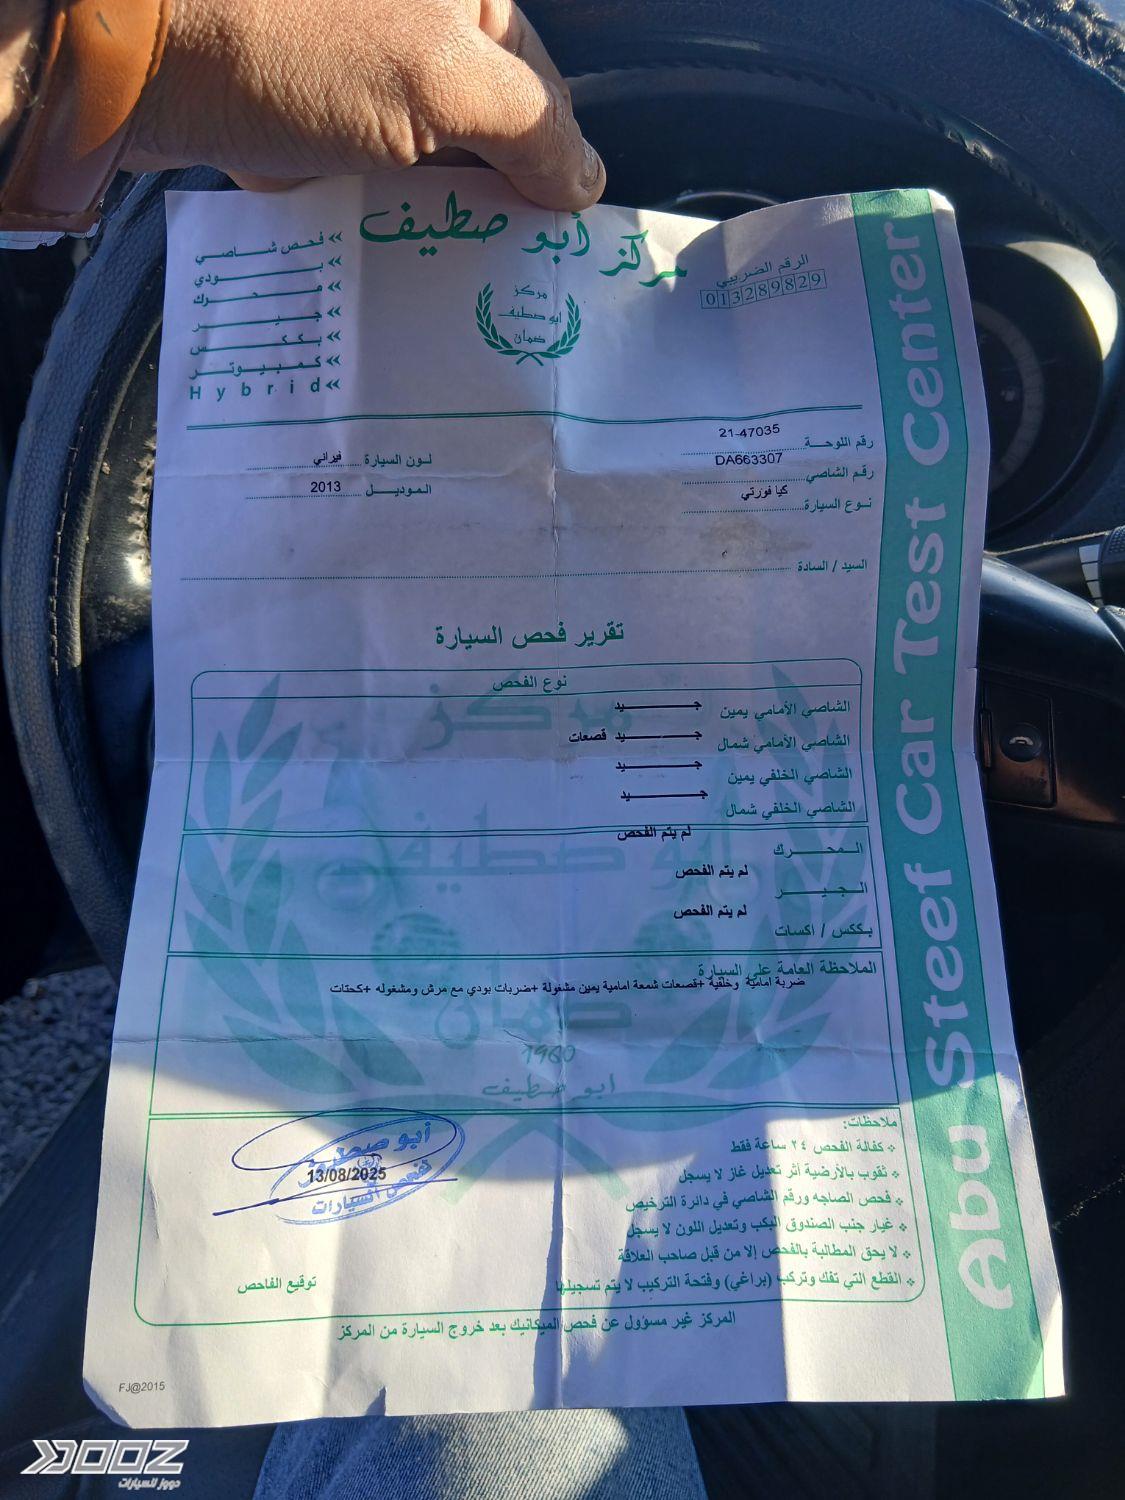 مركز أبو صطيف
» فحص شاصي
» بودي
» محرك
» جير
» بككس
» كمبيوتر
» Hybrid
مركز
ابو صطيف
ضمان
الرقم الضريبي
013289829
رقم اللوحة 21-47035
لون السيارة فيراني
رقم الشاصي DA663307
الموديل 2013
نوع السيارة كيا فورتي
السيد / السادة
تقرير فحص السيارة
نوع الفحص
الشاصي الأمامي يمين جيد
الشاصي الأمامي شمال جيد قصعات
الشاصي الخلفي يمين جيد
الشاصي الخلفي شمال جيد
المحرك لم يتم الفحص
الجير لم يتم الفحص
بككس / اكسات لم يتم الفحص
الملاحظة العامة على السيارة
ضربة امامية وخلفية +قصعات شمعة امامية يمين مشغولة +ضربات بودي مع مرش ومشغوله +كحتات
مركز
ابو صطيف
ضمان
1960
ابو صطيف
ملاحظات:
كفالة الفحص ٢٤ ساعة فقط
ثقوب بالأرضية أثر تعديل غاز لا يسجل
فحص الصاجه ورقم الشاصي في دائرة الترخيص
غيار جنب الصندوق البكب وتعديل اللون لا يسجل
لا يحق المطالبة بالفحص إلا من قبل صاحب العلاقة
القطع التي تفك وتركب (براغي) وفتحة التركيب لا يتم تسجيلها
أبو صطيف
13/08/2025
لفحص السيارات
توقيع الفاحص
المركز غير مسؤول عن فحص الميكانيك بعد خروج السيارة من المركز
FJ@2015
Abu Steef Car Test Center
DOOZ
دووز للسيارات